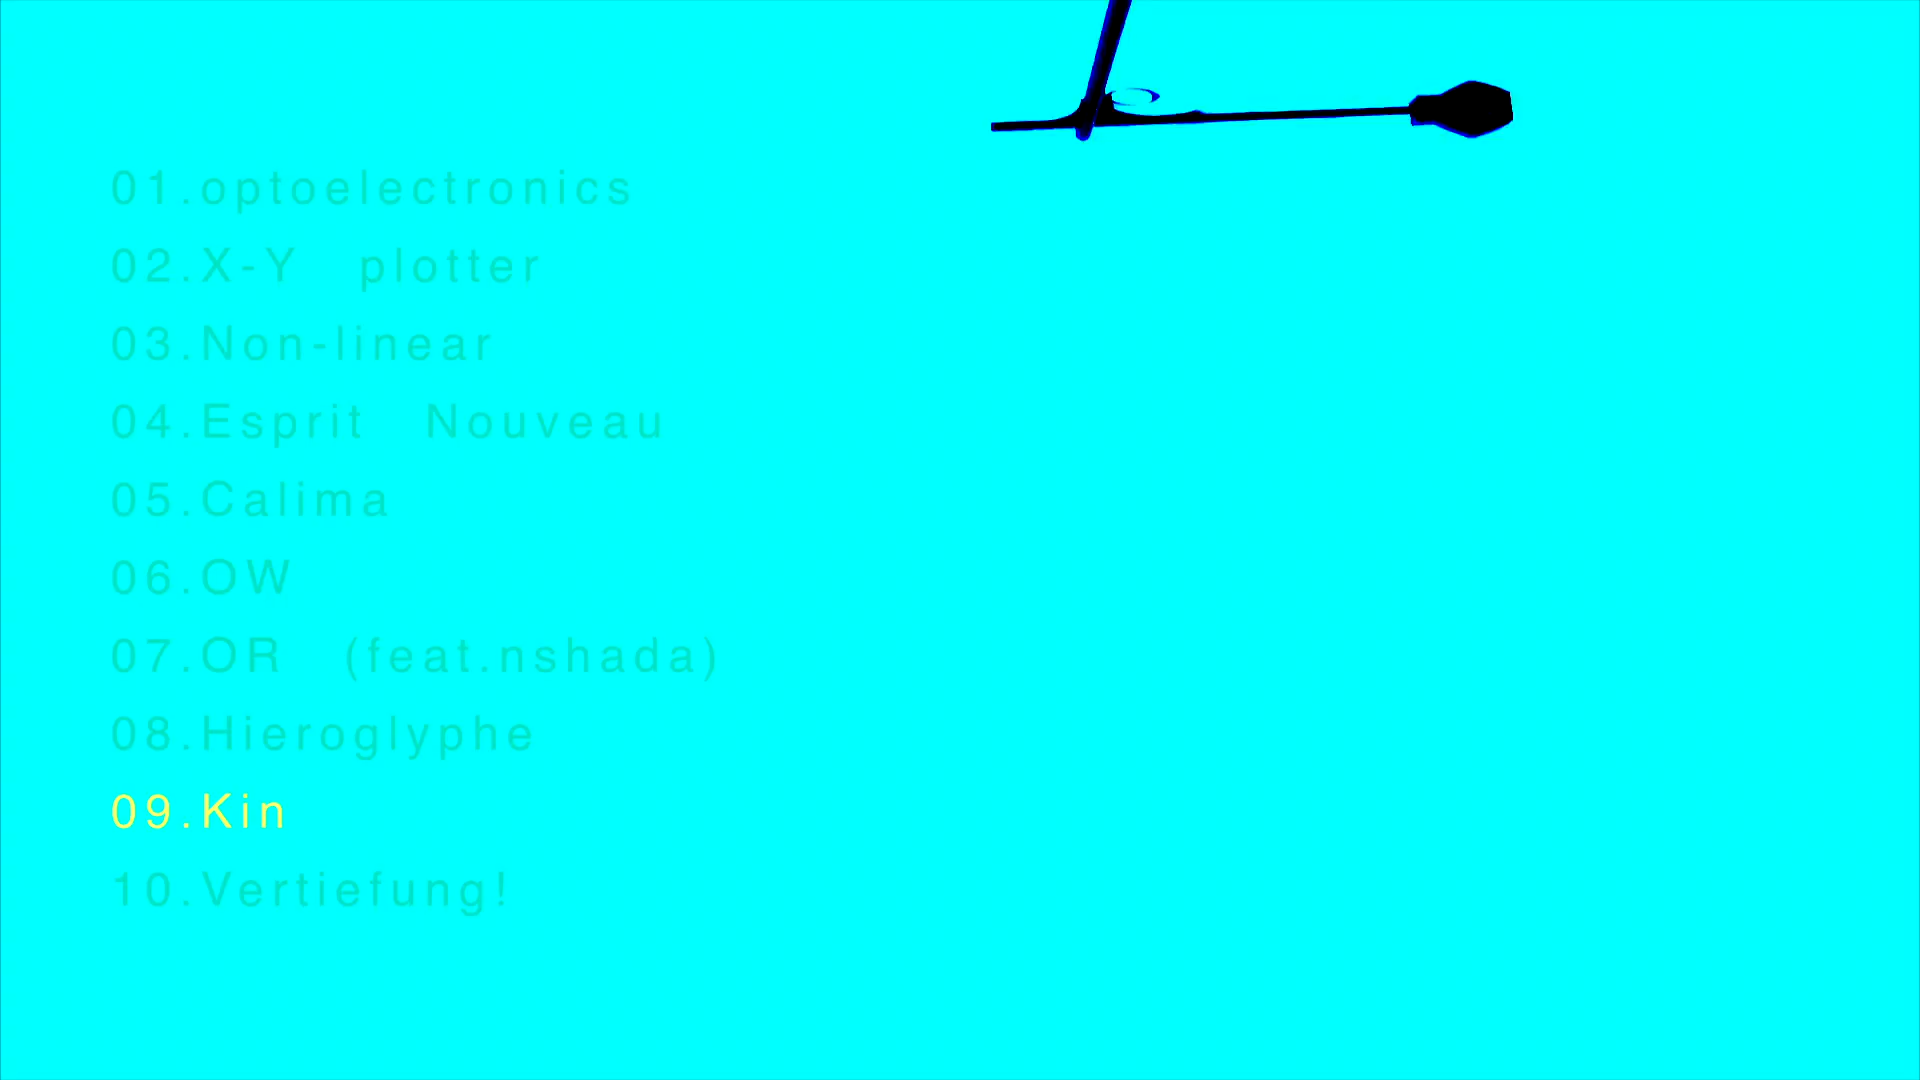 01.optoelectronics
02.X-Y plotter
03.Non-linear
04.Esprit Nouveau
05.Calima
06.OW
07.OR (feat.nshada)
08.Hieroglyphe
09.Kin
10.Vertiefung!